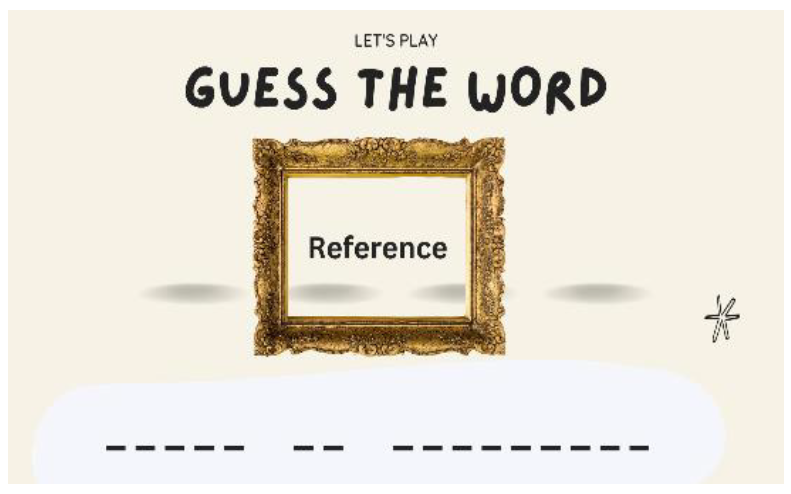 LET'S PLAY
GUESS THE WORD
Reference
_ _ _ _ _   _ _   _ _ _ _ _ _ _ _ _